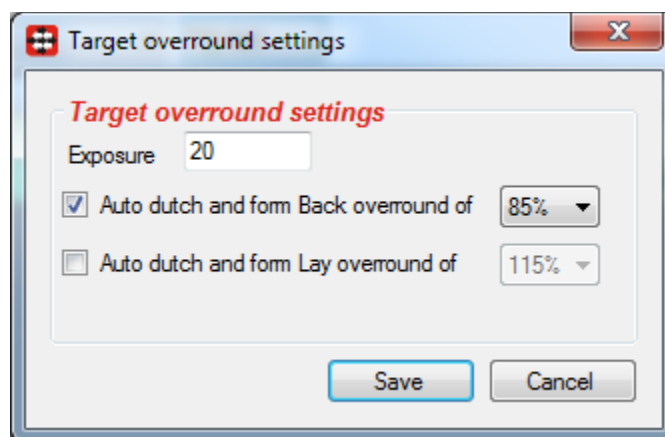 Target overround settings
Target overround settings
Exposure 20
Auto dutch and form Back overround of 85%
Auto dutch and form Lay overround of 115%
Save Cancel